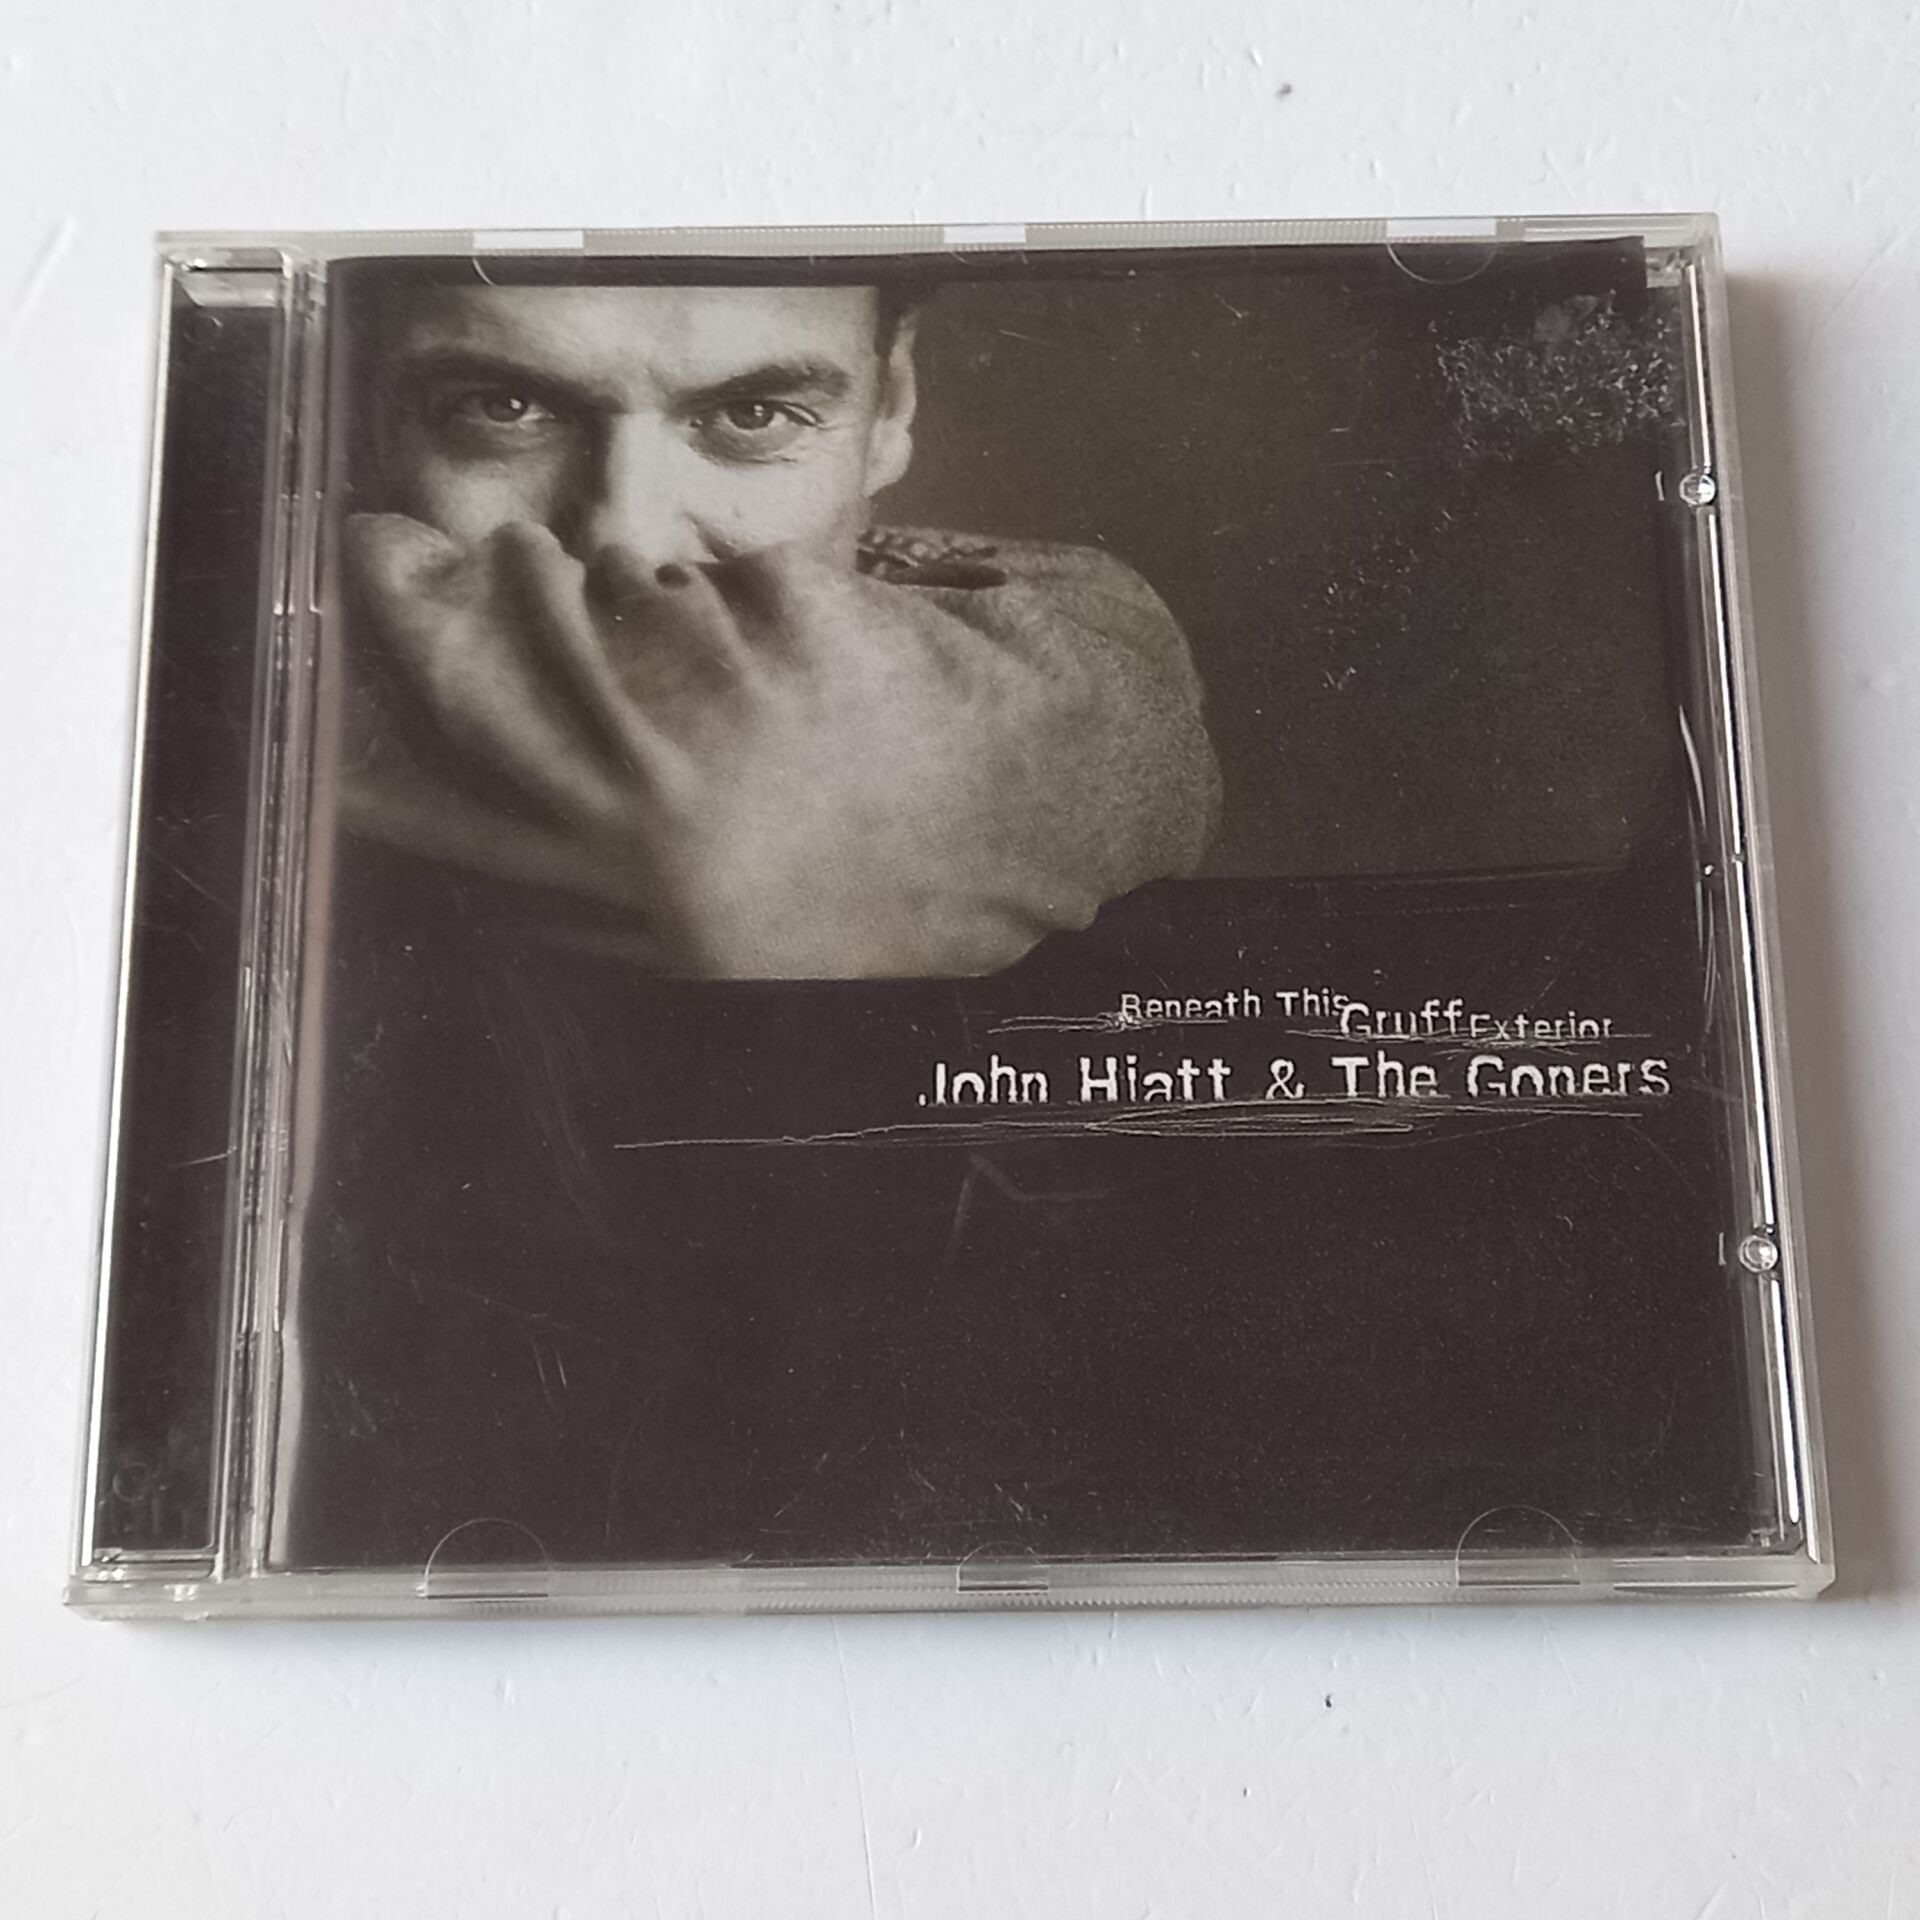 Beneath This Gruff Exterior
John Hiatt & The Goners